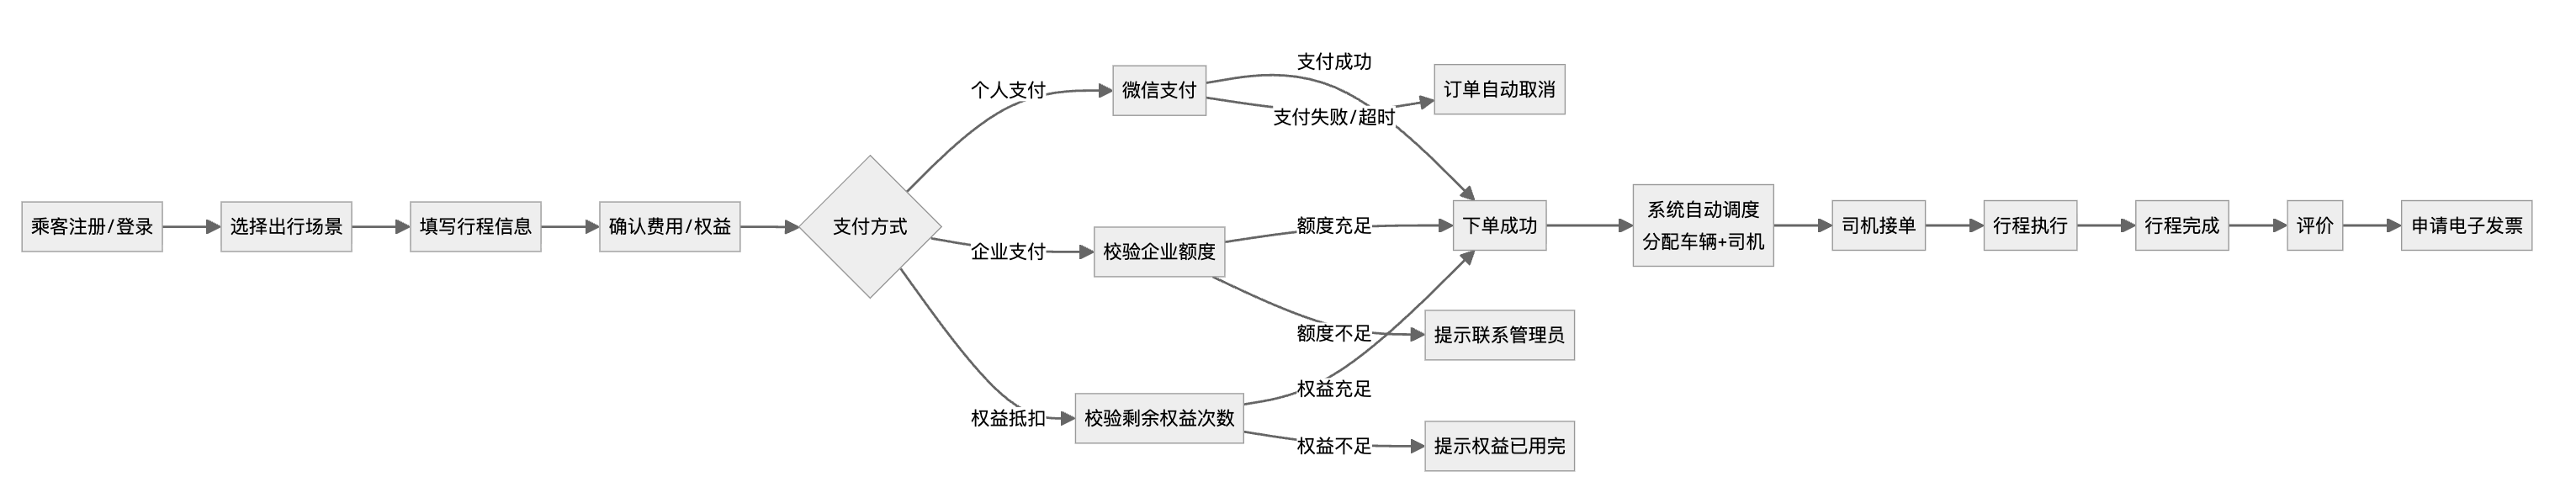 乘客注册/登录
选择出行场景
填写行程信息
确认费用/权益
支付方式
个人支付
企业支付
权益抵扣
微信支付
校验企业额度
校验剩余权益次数
支付成功
支付失败/超时
额度充足
额度不足
权益充足
权益不足
订单自动取消
下单成功
提示联系管理员
提示权益已用完
系统自动调度
分配车辆+司机
司机接单
行程执行
行程完成
评价
申请电子发票